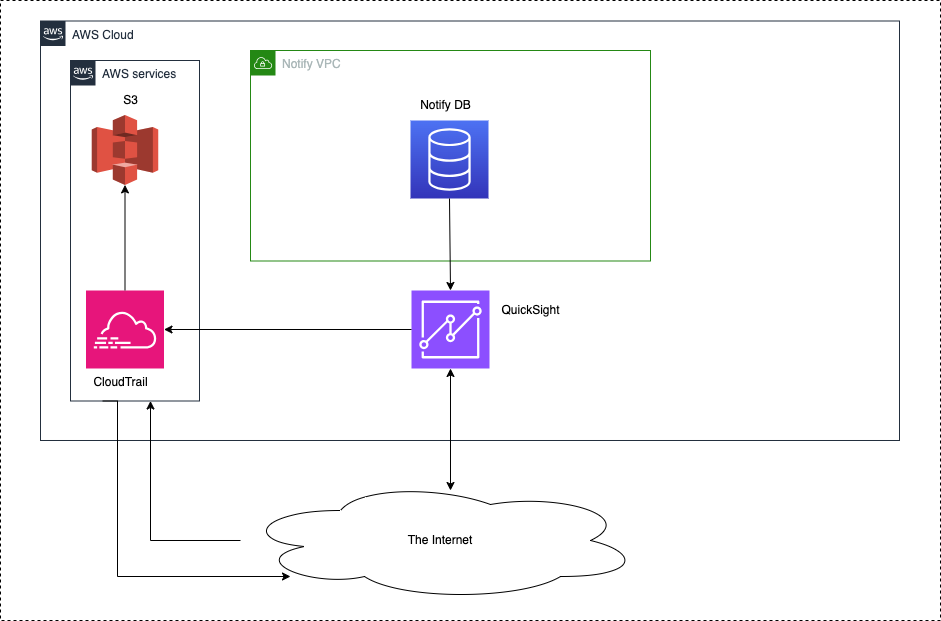 aws
AWS Cloud
aws
AWS services
Notify VPC
S3
Notify DB
QuickSight
CloudTrail
The Internet